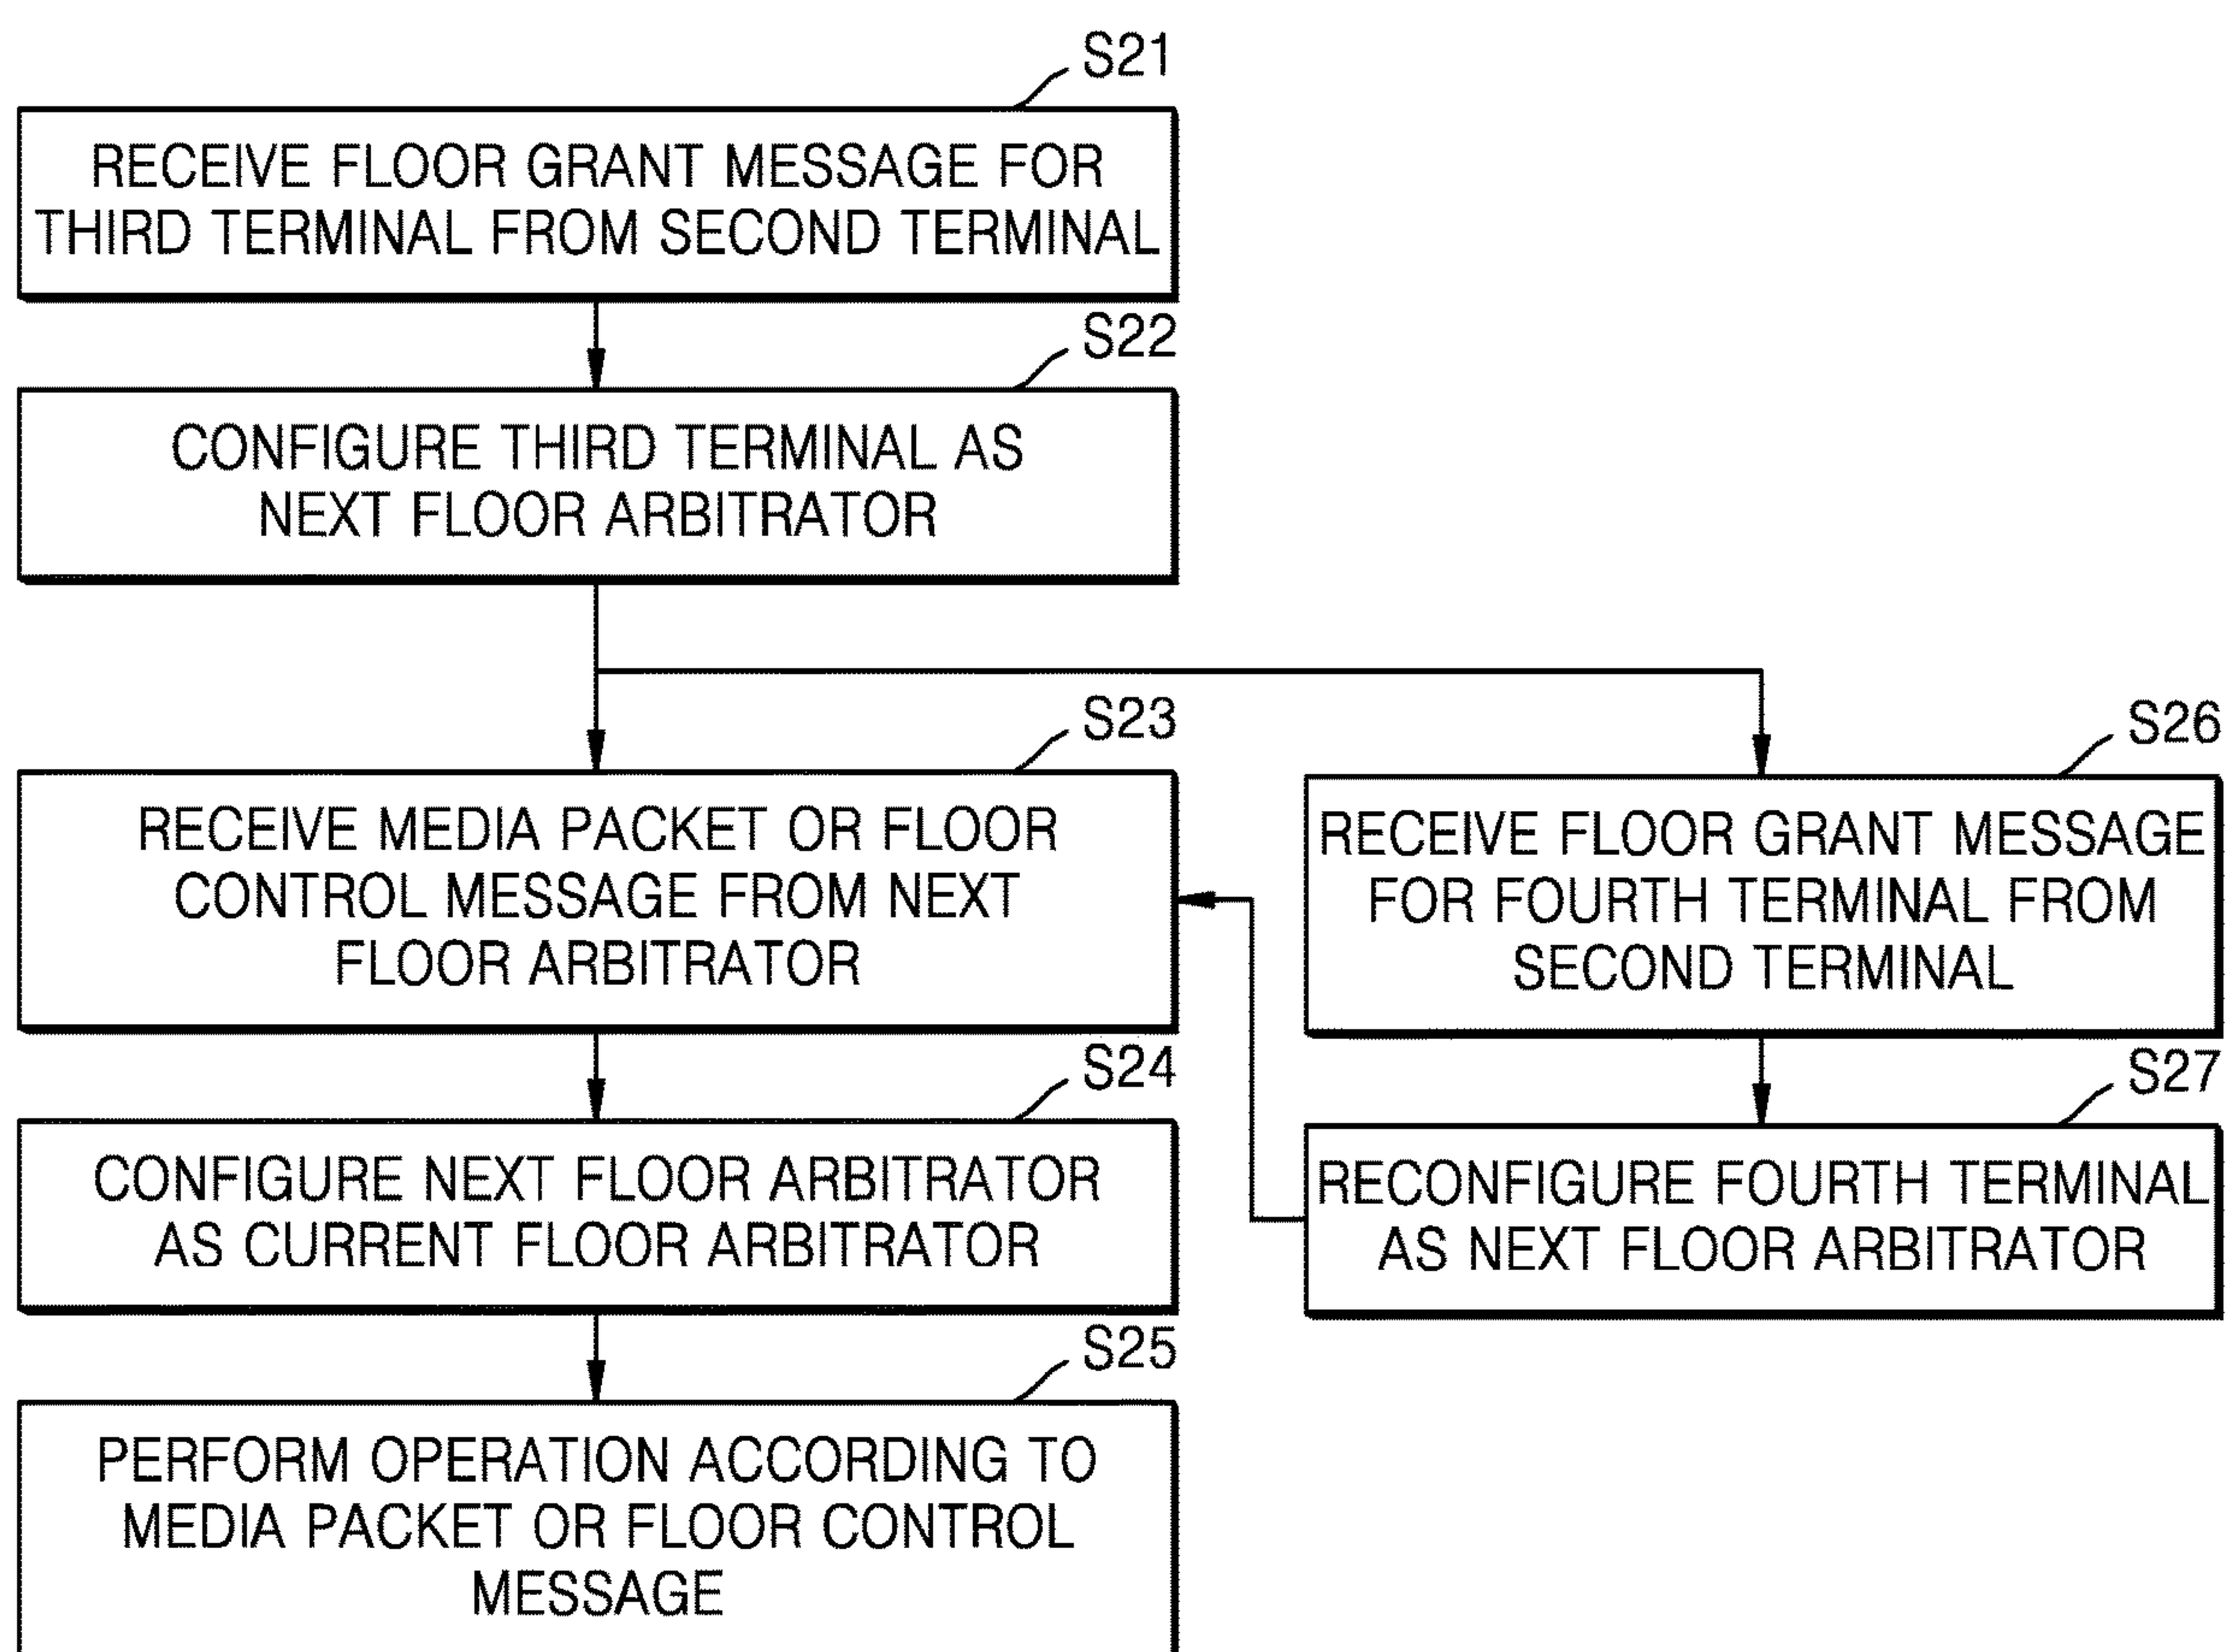 S21
RECEIVE FLOOR GRANT MESSAGE FOR
THIRD TERMINAL FROM SECOND TERMINAL
S22
CONFIGURE THIRD TERMINAL AS
NEXT FLOOR ARBITRATOR
S23
RECEIVE MEDIA PACKET OR FLOOR
CONTROL MESSAGE FROM NEXT
FLOOR ARBITRATOR
S24
CONFIGURE NEXT FLOOR ARBITRATOR
AS CURRENT FLOOR ARBITRATOR
S25
PERFORM OPERATION ACCORDING TO
MEDIA PACKET OR FLOOR CONTROL
MESSAGE
S26
RECEIVE FLOOR GRANT MESSAGE
FOR FOURTH TERMINAL FROM
SECOND TERMINAL
S27
RECONFIGURE FOURTH TERMINAL
AS NEXT FLOOR ARBITRATOR